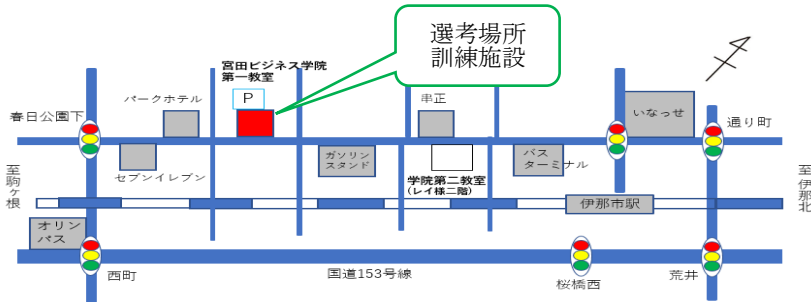 選考場所
訓練施設
宮田ビジネス学院
第一教室
P
パークホテル
串正
いなっせ
春日公園下
通り町
セブンイレブン
ガソリン
スタンド
バス
ターミナル
学院第二教室
(レイ様二階)
至駒ヶ根
至伊那北
伊那市駅
オリン
パス
西町
国道153号線
桜橋西
荒井